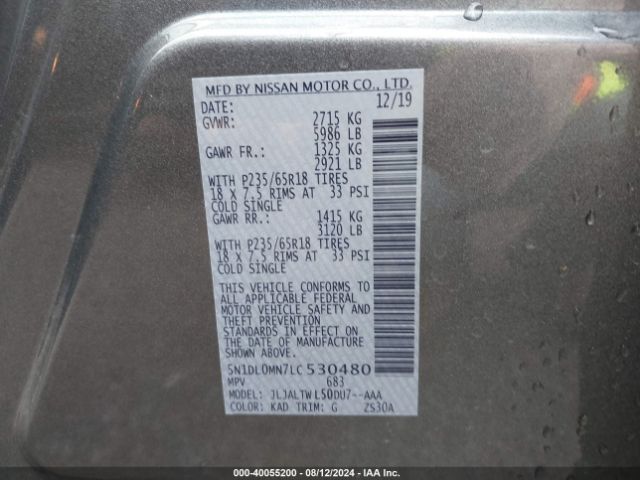 MFD BY NISSAN MOTOR CO., LTD.
DATE: 12/19
GVWR: 2715 KG
5986 LB
GAWR FR.: 1325 KG
2921 LB
WITH P235/65R18 TIRES
18 X 7.5 RIMS AT 33 PSI
COLD SINGLE
GAWR RR.: 1415 KG
3120 LB
WITH P235/65R18 TIRES
18 X 7.5 RIMS AT 33 PSI
COLD SINGLE
THIS VEHICLE CONFORMS TO
ALL APPLICABLE FEDERAL
MOTOR VEHICLE SAFETY AND
THEFT PREVENTION
STANDARDS IN EFFECT ON
THE DATE OF MANUFACTURE
SHOWN ABOVE.
5N1DL0MN7LC530480
MPV 683
MODEL: JLJALTWL50DU7--AAA
COLOR: KAD TRIM: G ZS30A
000-40055200 - 08/12/2024 - IAA Inc.